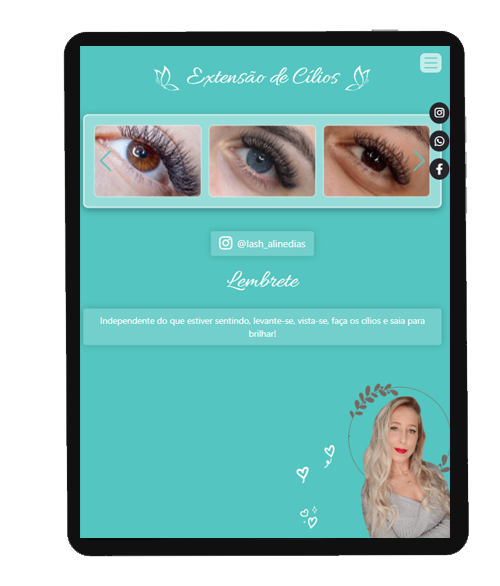 Extensão de Cílios
@lash_alinedias
Lembrete
Independente do que estiver sentindo, levante-se, vista-se, faça os cílios e saia para
brilhar!